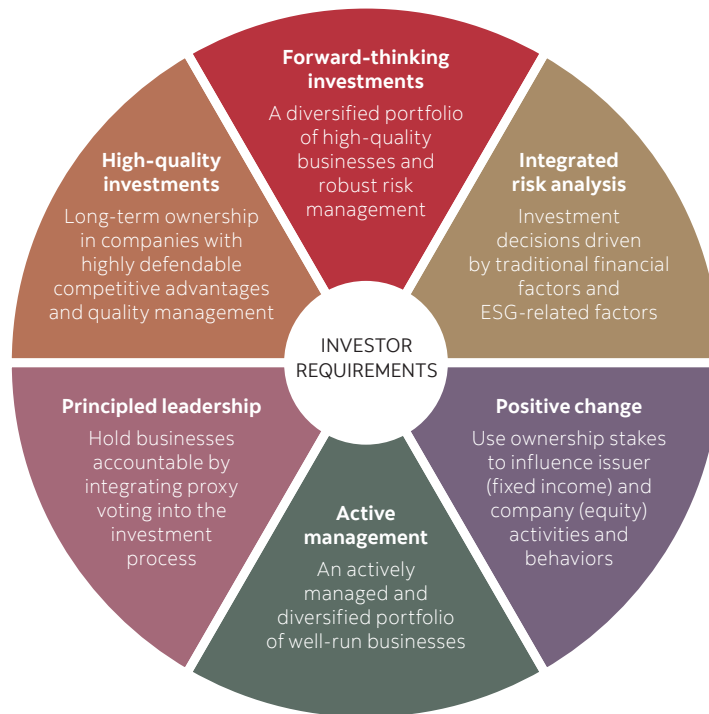 Forward-thinking
investments
A diversified portfolio
of high-quality
businesses and
robust risk
management
Integrated
risk analysis
Investment
decisions driven
by traditional financial
factors and
ESG-related factors
Positive change
Use ownership stakes
to influence issuer
(fixed income) and
company (equity)
activities and
behaviors
Active
management
An actively
managed and
diversified portfolio
of well-run businesses
Principled leadership
Hold businesses
accountable by
integrating proxy
voting into the
investment
process
High-quality
investments
Long-term ownership
in companies with
highly defendable
competitive advantages
and quality management
INVESTOR
REQUIREMENTS